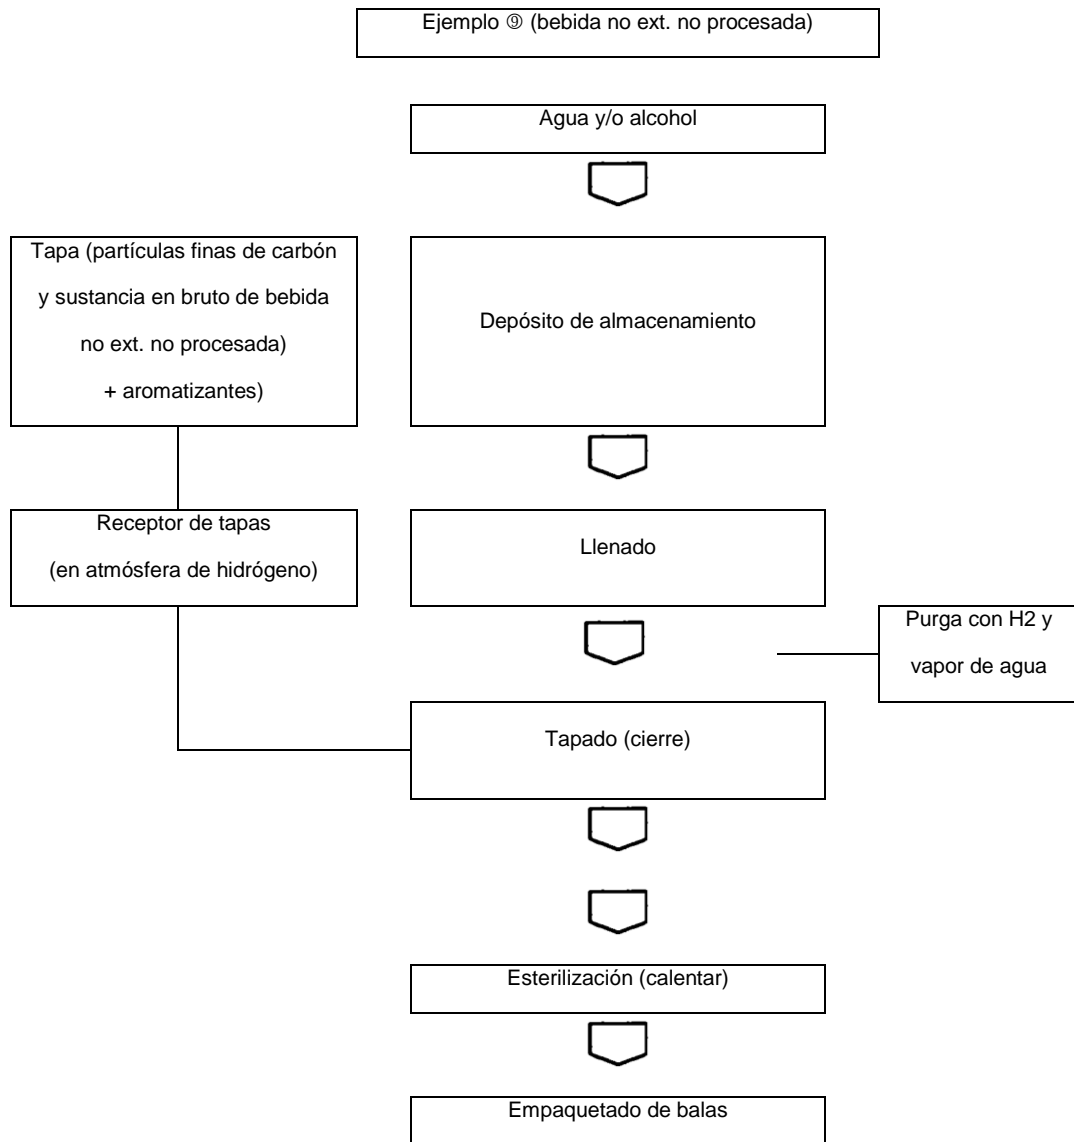 Ejemplo ⑨ (bebida no ext. no procesada)
Agua y/o alcohol
Tapa (partículas finas de carbón
y sustancia en bruto de bebida
no ext. no procesada)
+ aromatizantes)
Depósito de almacenamiento
Receptor de tapas
(en atmósfera de hidrógeno)
Llenado
Purga con H2 y
vapor de agua
Tapado (cierre)
Esterilización (calentar)
Empaquetado de balas